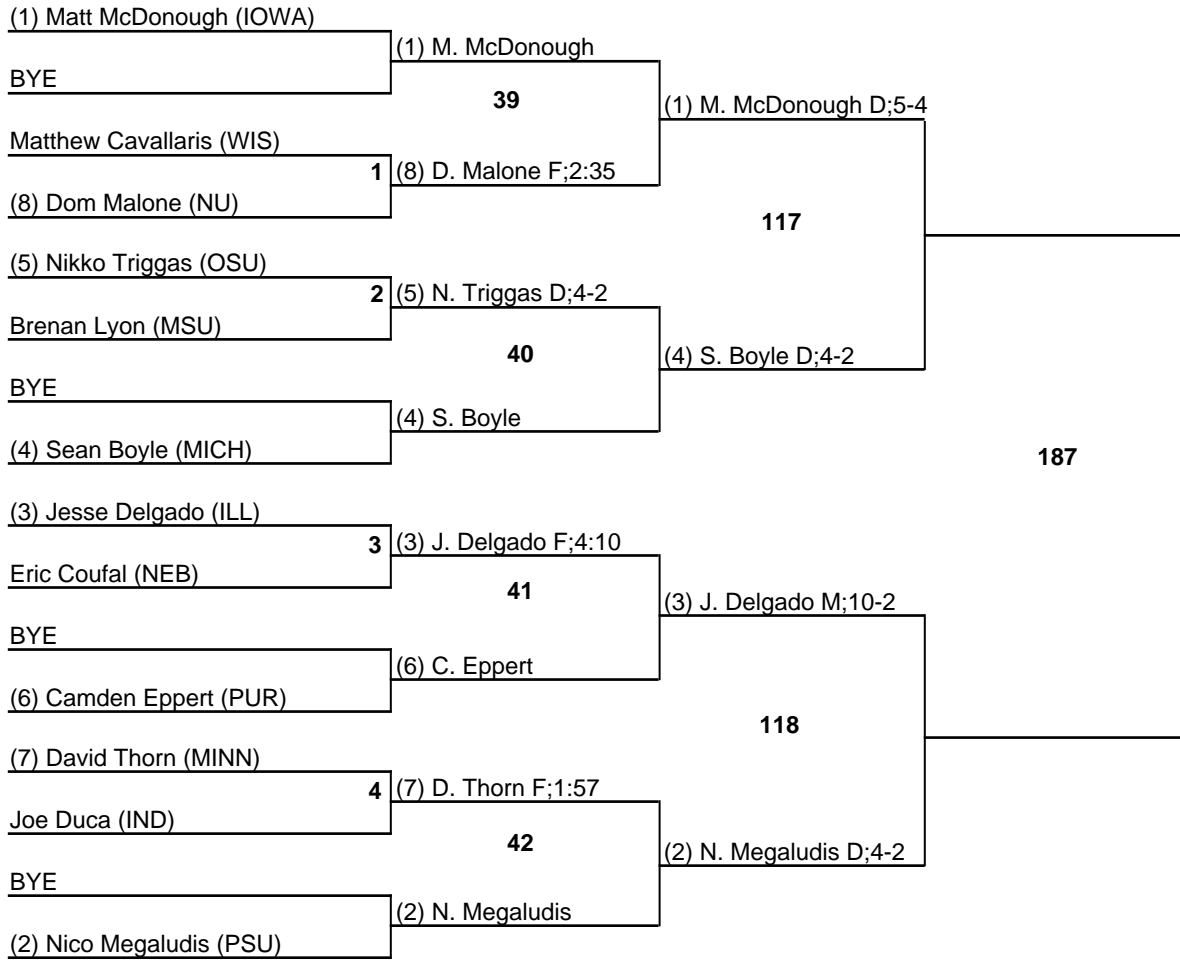 (1) Matt McDonough (IOWA)
(1) M. McDonough
BYE
39
(1) M. McDonough D;5-4
Matthew Cavallaris (WIS)
1
(8) D. Malone F;2:35
(8) Dom Malone (NU)
117
(5) Nikko Triggas (OSU)
2
(5) N. Triggas D;4-2
Brenan Lyon (MSU)
40
(4) S. Boyle D;4-2
BYE
(4) S. Boyle
(4) Sean Boyle (MICH)
187
(3) Jesse Delgado (ILL)
3
(3) J. Delgado F;4:10
Eric Coufal (NEB)
41
(3) J. Delgado M;10-2
BYE
(6) C. Eppert
(6) Camden Eppert (PUR)
118
(7) David Thorn (MINN)
4
(7) D. Thorn F;1:57
Joe Duca (IND)
42
(2) N. Megaludis D;4-2
BYE
(2) N. Megaludis
(2) Nico Megaludis (PSU)